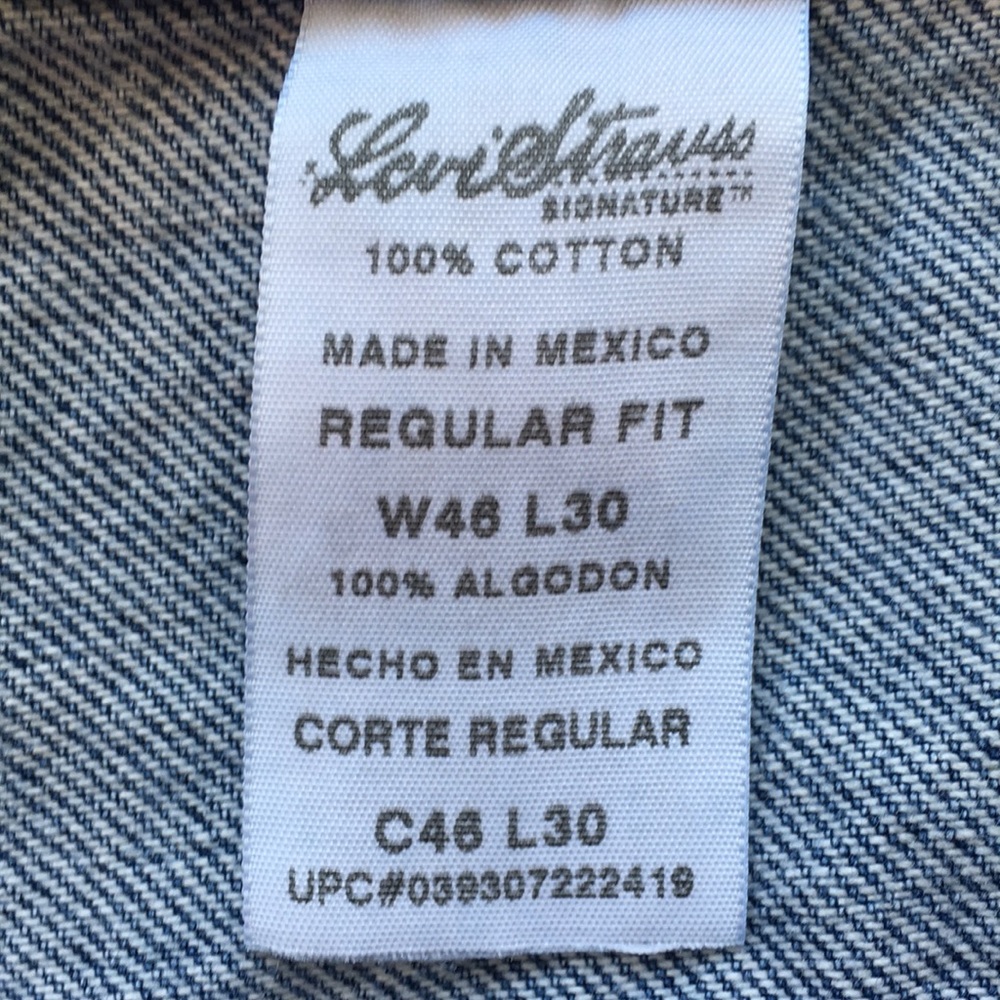 Levi Strauss
SIGNATURE™
100% COTTON
MADE IN MEXICO
REGULAR FIT
W46 L30
100% ALGODON
HECHO EN MEXICO
CORTE REGULAR
C46 L30
UPC#039307222419